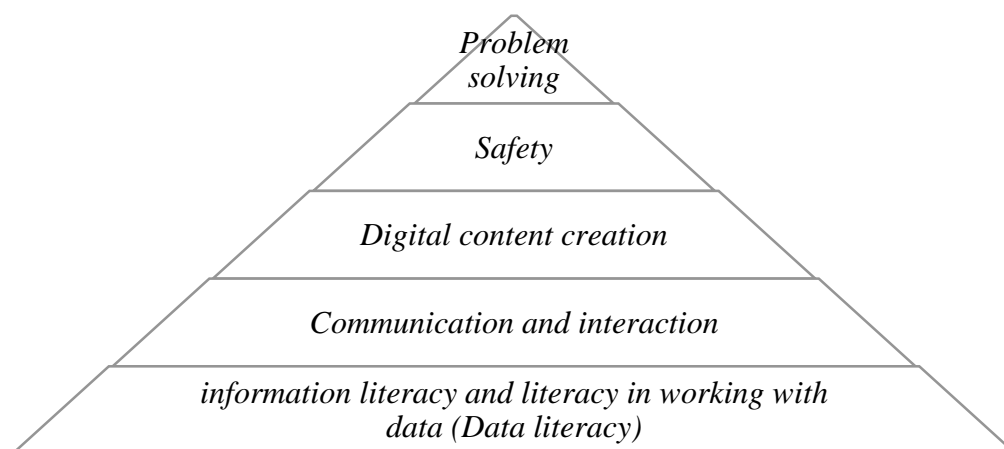 Problem
solving
Safety
Digital content creation
Communication and interaction
information literacy and literacy in working with
data (Data literacy)